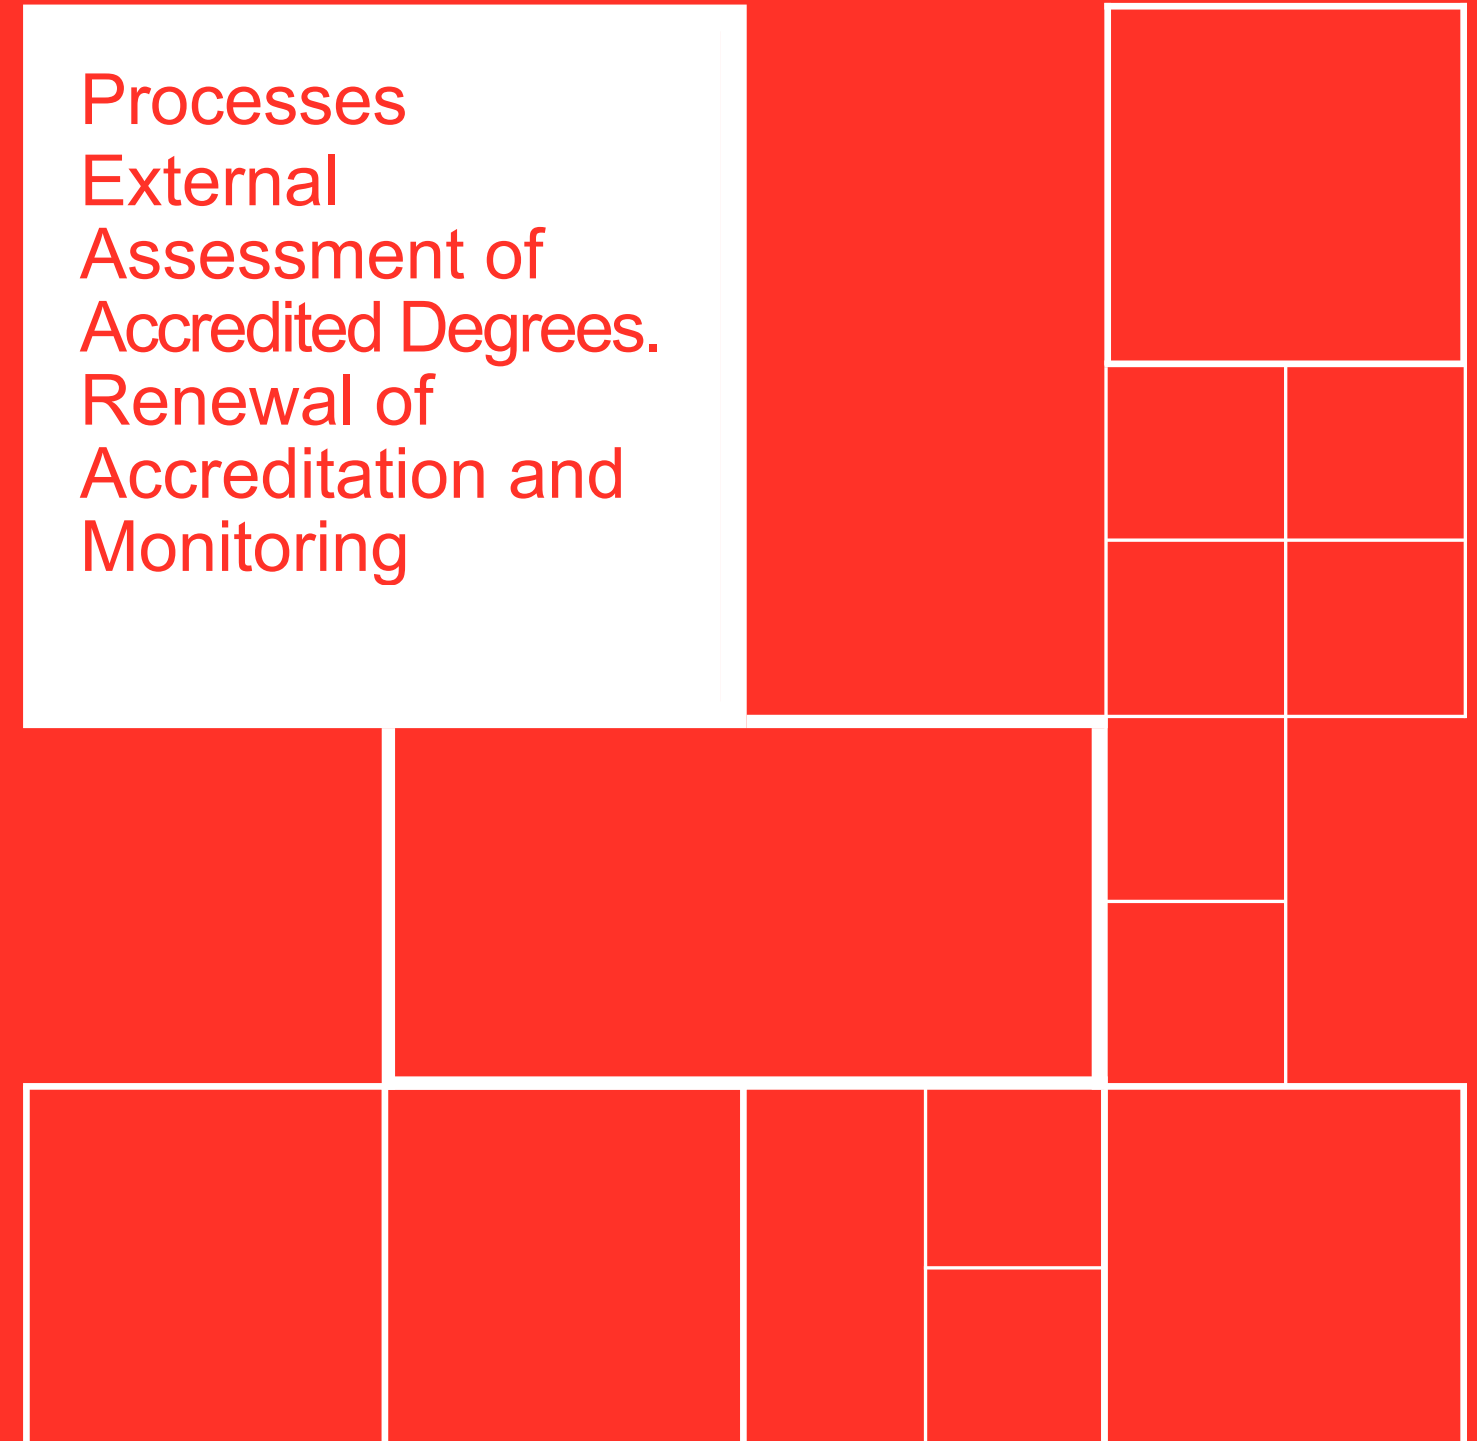 Processes
External
Assessment of
Accredited Degrees.
Renewal of
Accreditation and
Monitoring